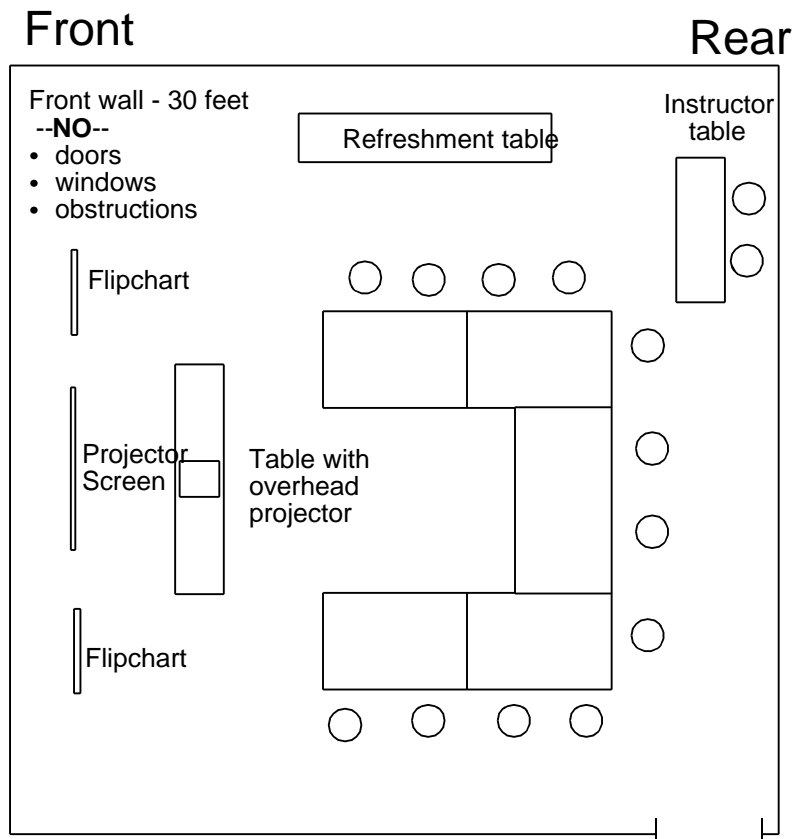 Front
Rear
Front wall - 30 feet
--NO--
• doors
• windows
• obstructions
Refreshment table
Instructor
table
Flipchart
Projector
Screen
Table with
overhead
projector
Flipchart